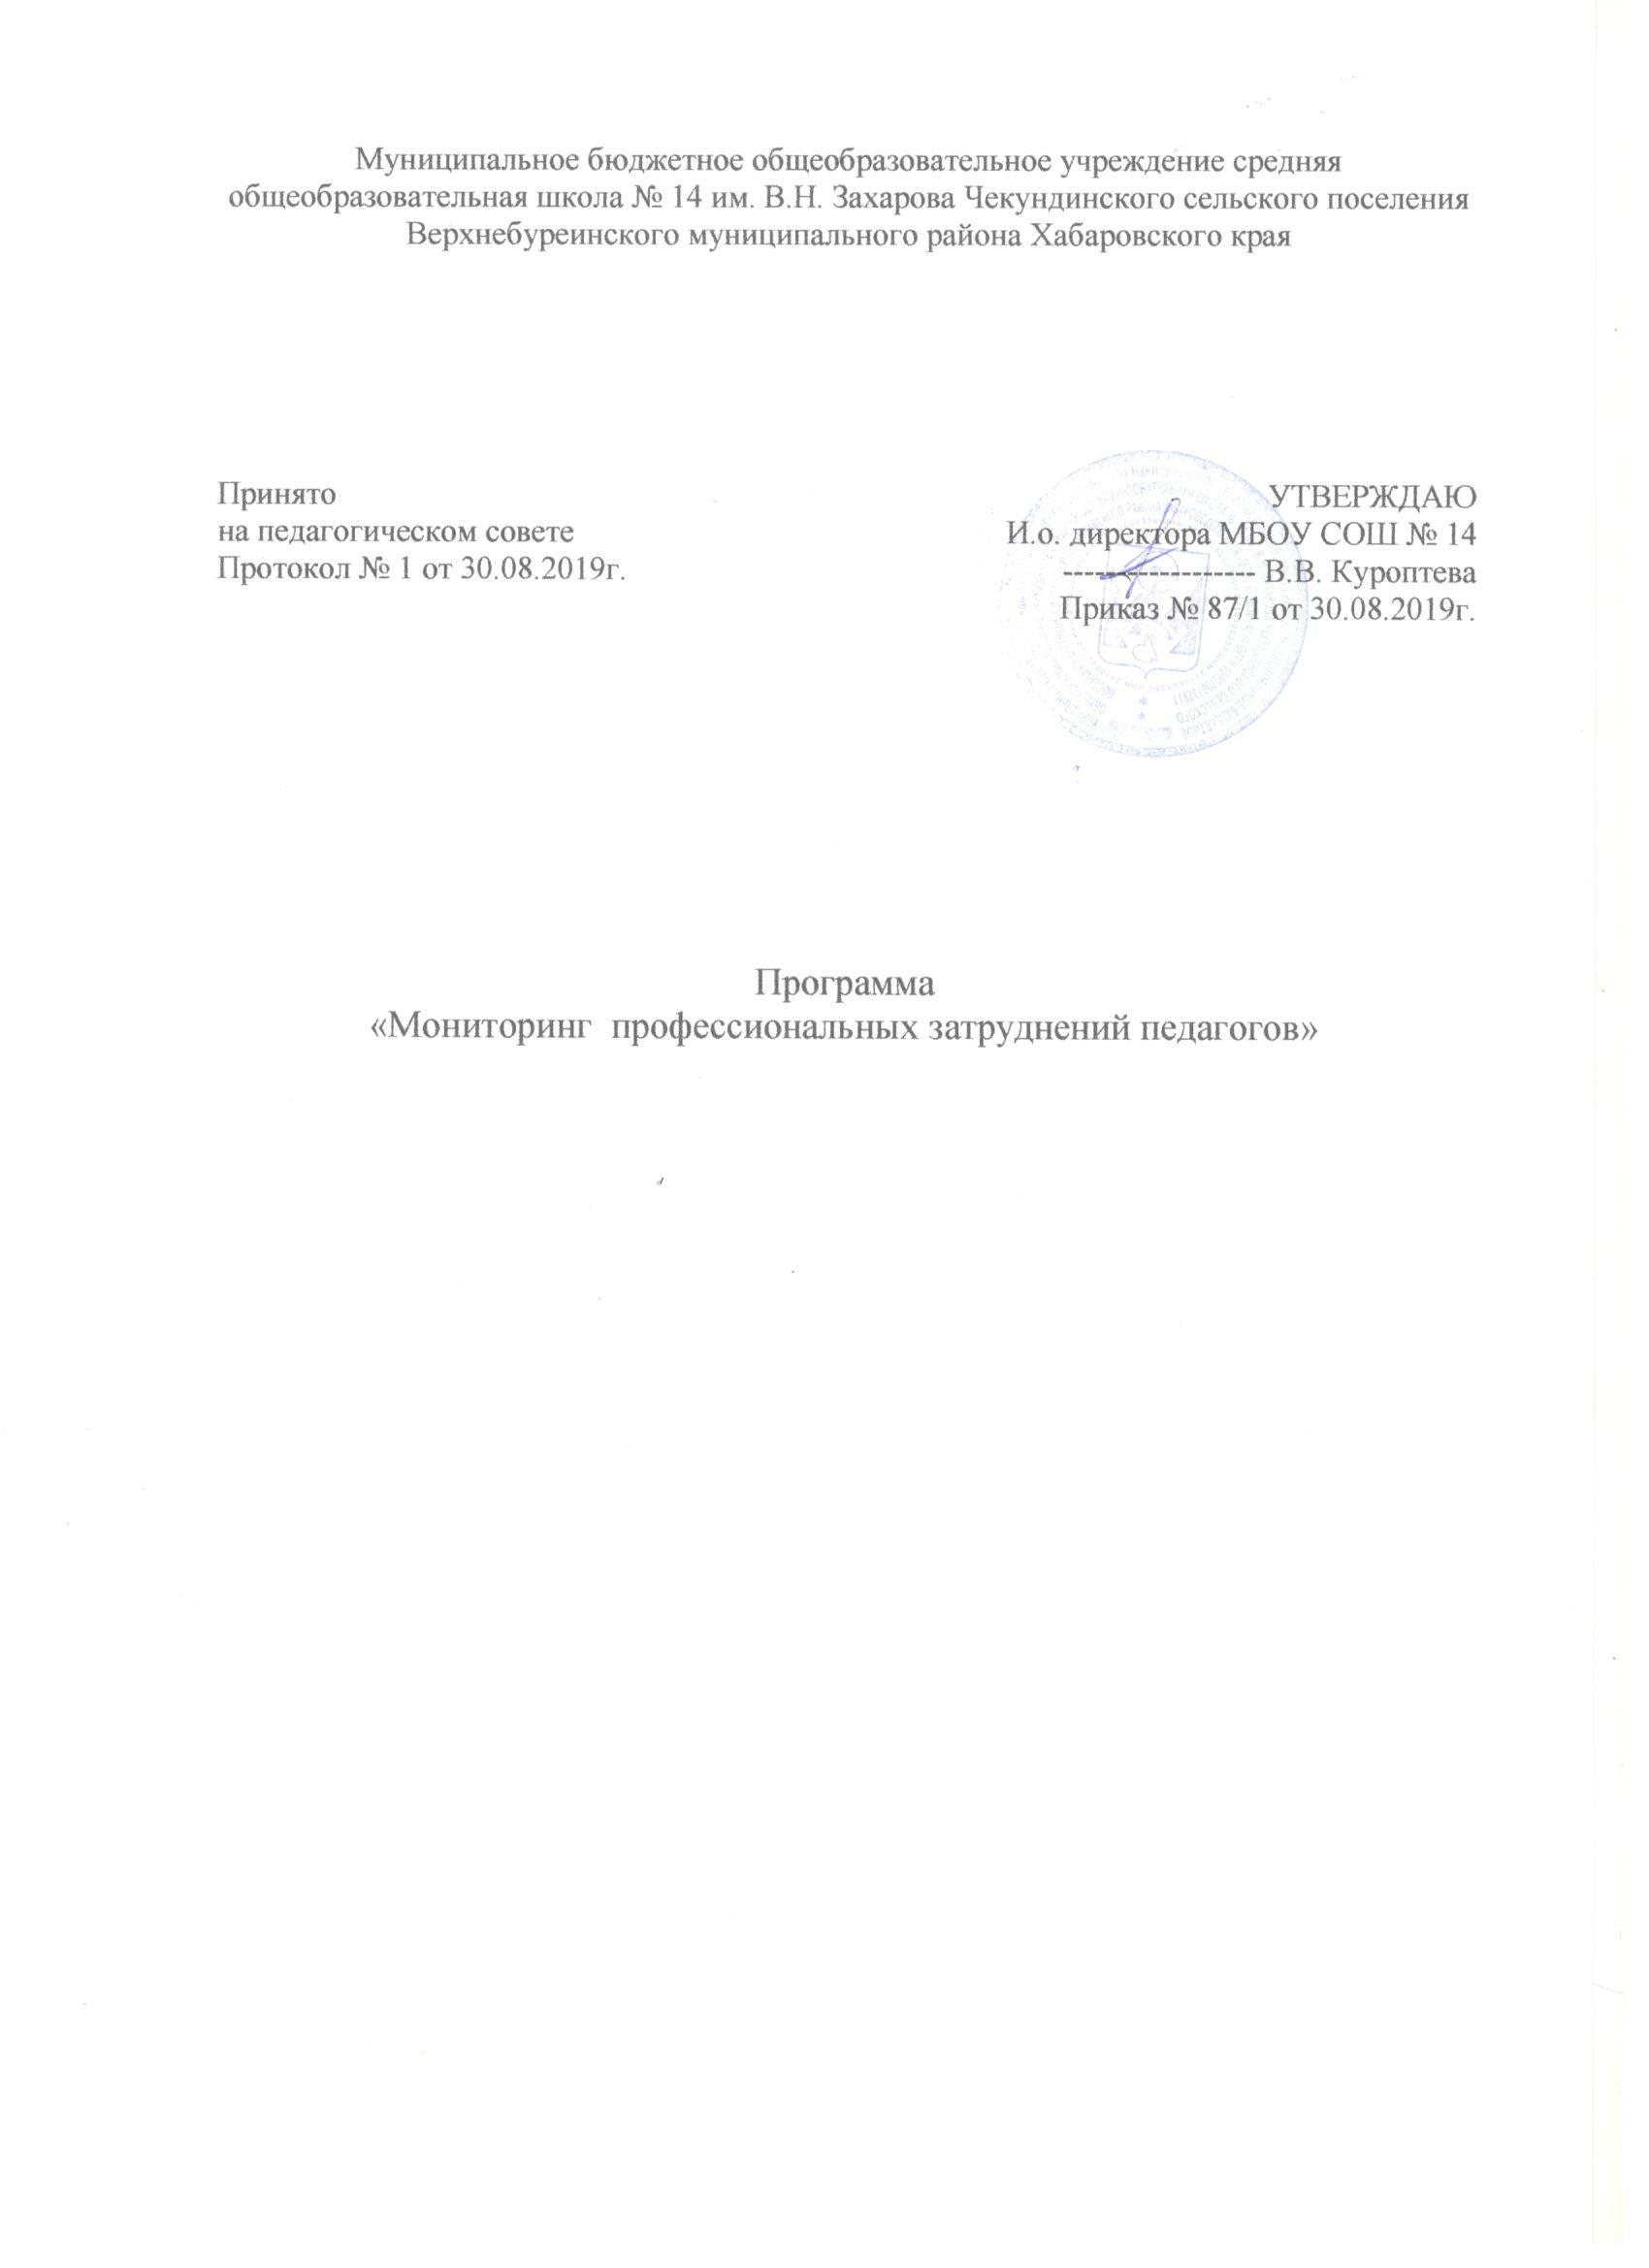 Муниципальное бюджетное общеобразовательное учреждение средняя
общеобразовательная школа № 14 им. В.Н. Захарова Чекундинского сельского поселения
Верхнебуреинского муниципального района Хабаровского края
Принято
на педагогическом совете
Протокол № 1 от 30.08.2019г.
УТВЕРЖДАЮ
И.о. директора МБОУ СОШ № 14
------------------ В.В. Куроптева
Приказ № 87/1 от 30.08.2019г.
Программа
«Мониторинг  профессиональных затруднений педагогов»